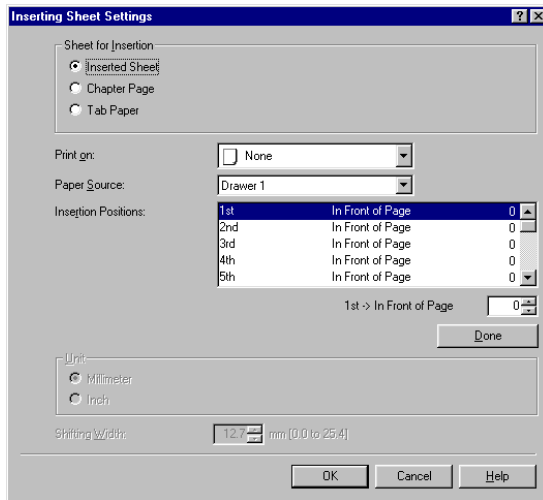 Inserting Sheet Settings
Sheet for Insertion
Inserted Sheet
Chapter Page
Tab Paper
Print on: None
Paper Source: Drawer 1
Insertion Positions: 1st In Front of Page 0
2nd In Front of Page 0
3rd In Front of Page 0
4th In Front of Page 0
5th In Front of Page 0
1st -> In Front of Page 0
Done
Unit
Millimeter
Inch
Shifting Width: 12.7 mm [0.0 to 25.4]
OK Cancel Help